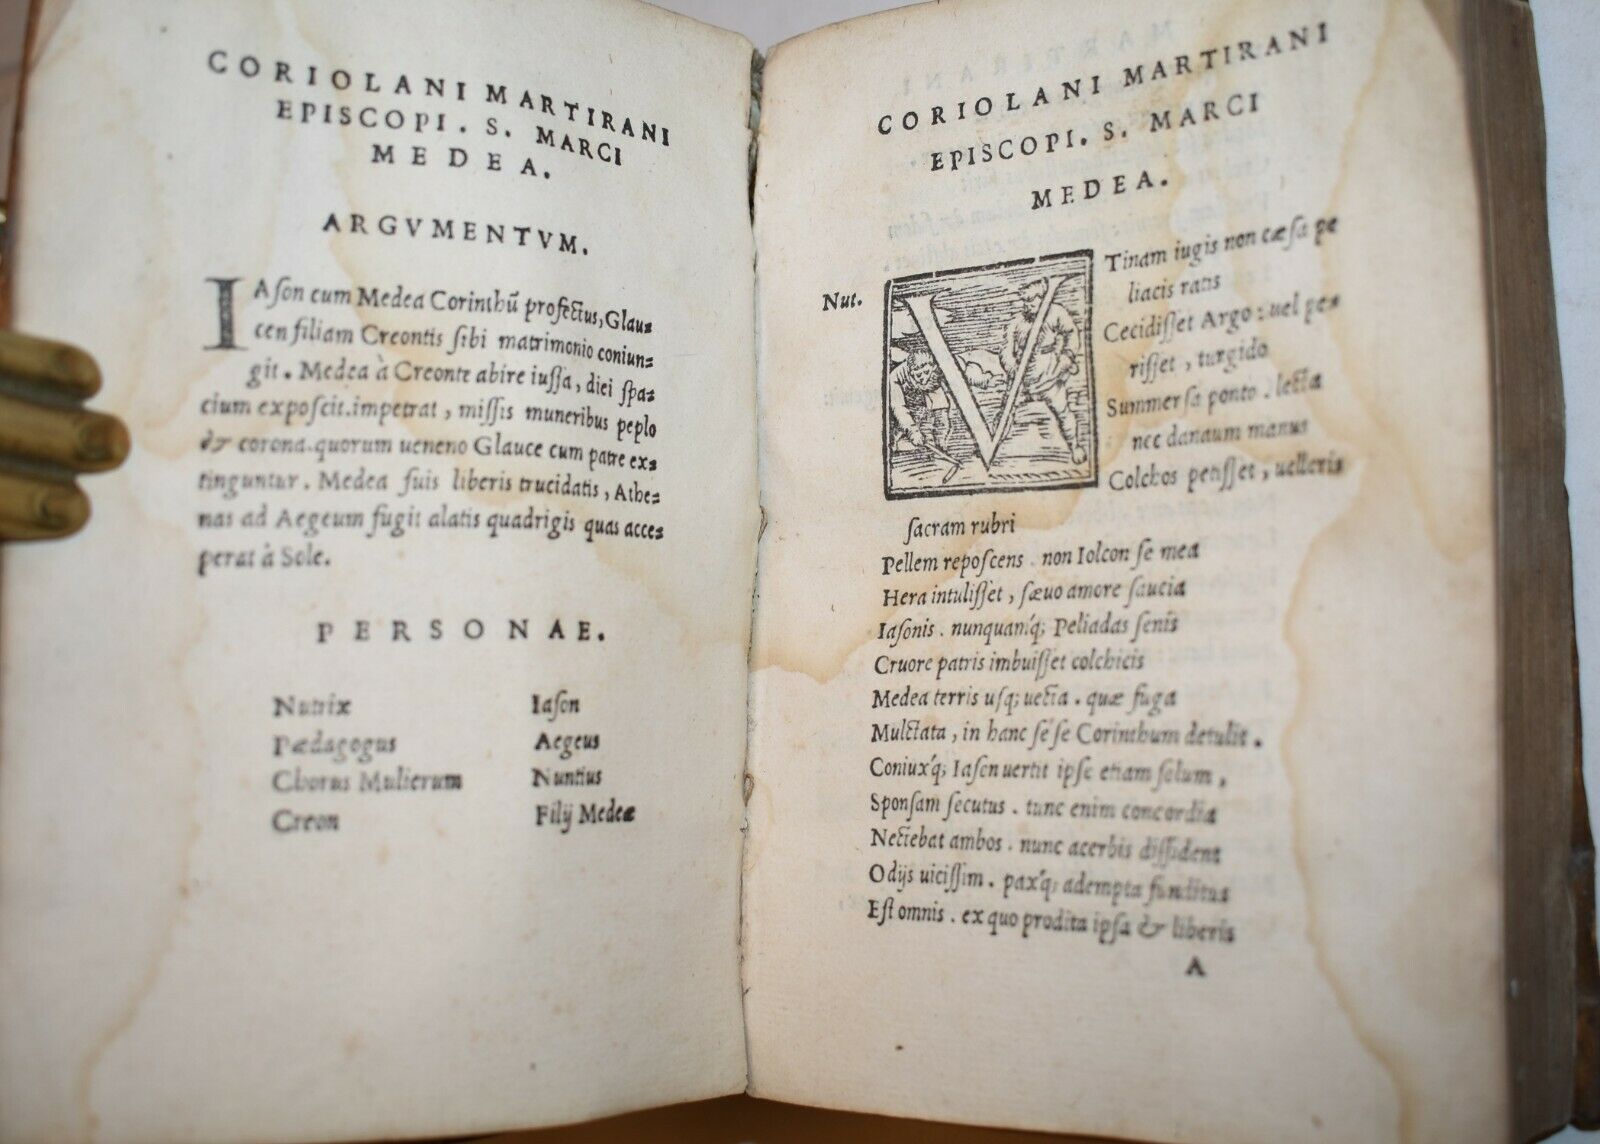 CORIOLANI MARTIRANI
EPISCOPI. S. MARCI
MEDEA.
ARGVMENTVM.
IAſon cum Medea Corinthū profectus, Glau-
cen filiam Creontis ſibi matrimonio coniun-
git. Medea à Creonte abire iuſſa, diei ſpa-
cium expoſcit. impetrat, miſſis muneribus peplo
& corona. quorum ueneno Glauce cum patre ex-
tinguntur. Medea ſuis liberis trucidatis, Athe-
nas ad Aegeum fugit alatis quadrigis quas acce-
perat à Sole.
PERSONAE.
Nutrix Iaſon
Pædagogus Aegeus
Chorus Mulierum Nuntius
Creon Filij Medeæ
CORIOLANI MARTIRANI
EPISCOPI. S. MARCI
MEDEA.
Nut. VTinam iugis non cæſa pe
liacis ratis
Cecidiſſet Argo: uel pe-
riſſet, turgido
Summerſa ponto. lecta
nec danaum manus
Colchos petiſſet, uelleris
ſacram rubri
Pellem repoſcens. non Iolcon ſe mea
Hera intuliſſet, ſæuo amore ſaucia
Iaſonis. nunquamq́; Peliadas ſenis
Cruore patris imbuiſſet colchicis
Medea terris uſq; uecta. quæ fuga
Mulctata, in hanc ſéſe Corinthum detulit.
Coniuxq́; Iaſon uertit ipſe etiam ſolum,
Sponſam ſecutus. tunc enim concordia
Nectebat ambos. nunc acerbis diſſident
Odijs uiciſſim. paxq́; adempta funditus
Eſt omnis. ex quo prodita ipſa & liberis
A